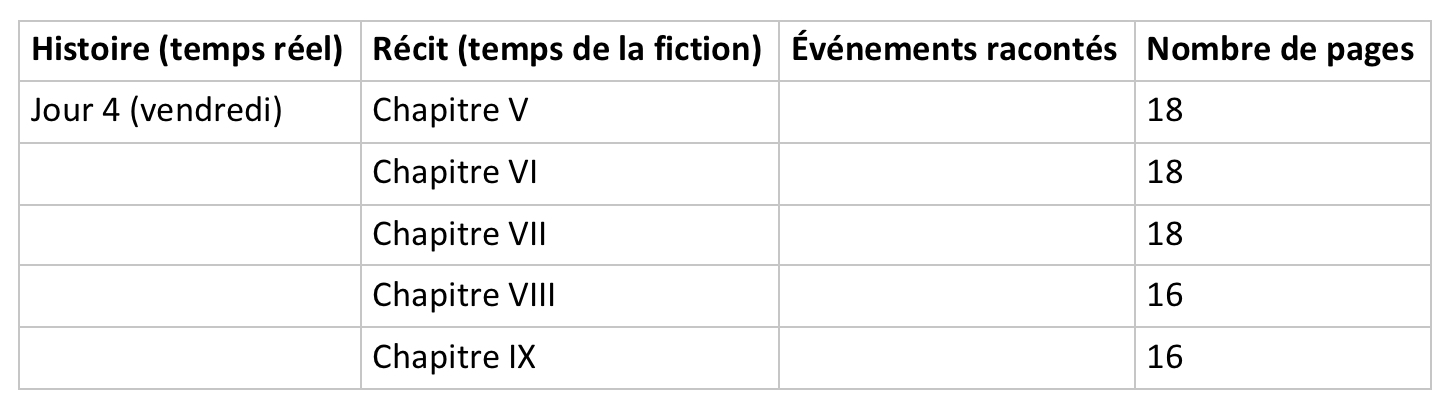 Histoire (temps réel) Récit (temps de la fiction) Événements racontés Nombre de pages
Jour 4 (vendredi) Chapitre V 18
Chapitre VI 18
Chapitre VII 18
Chapitre VIII 16
Chapitre IX 16